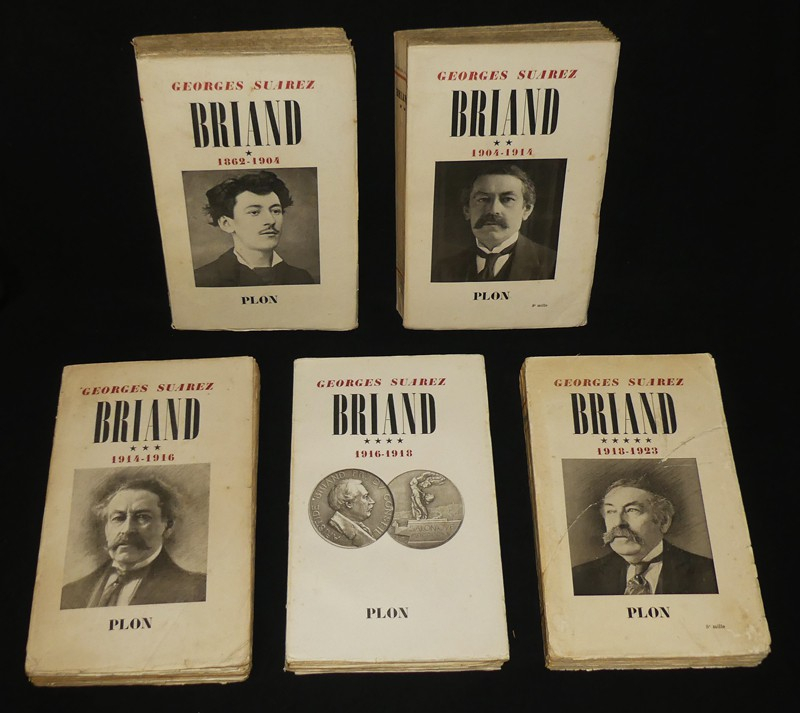 GEORGES SUAREZ
BRIAND
★
1862-1904
PLON
GEORGES SUAREZ
BRIAND
★ ★
1904-1914
PLON
GEORGES SUAREZ
BRIAND
★ ★ ★
1914-1916
PLON
GEORGES SUAREZ
BRIAND
★ ★ ★ ★
1916-1918
PLON
GEORGES SUAREZ
BRIAND
★ ★ ★ ★ ★
1918-1923
PLON